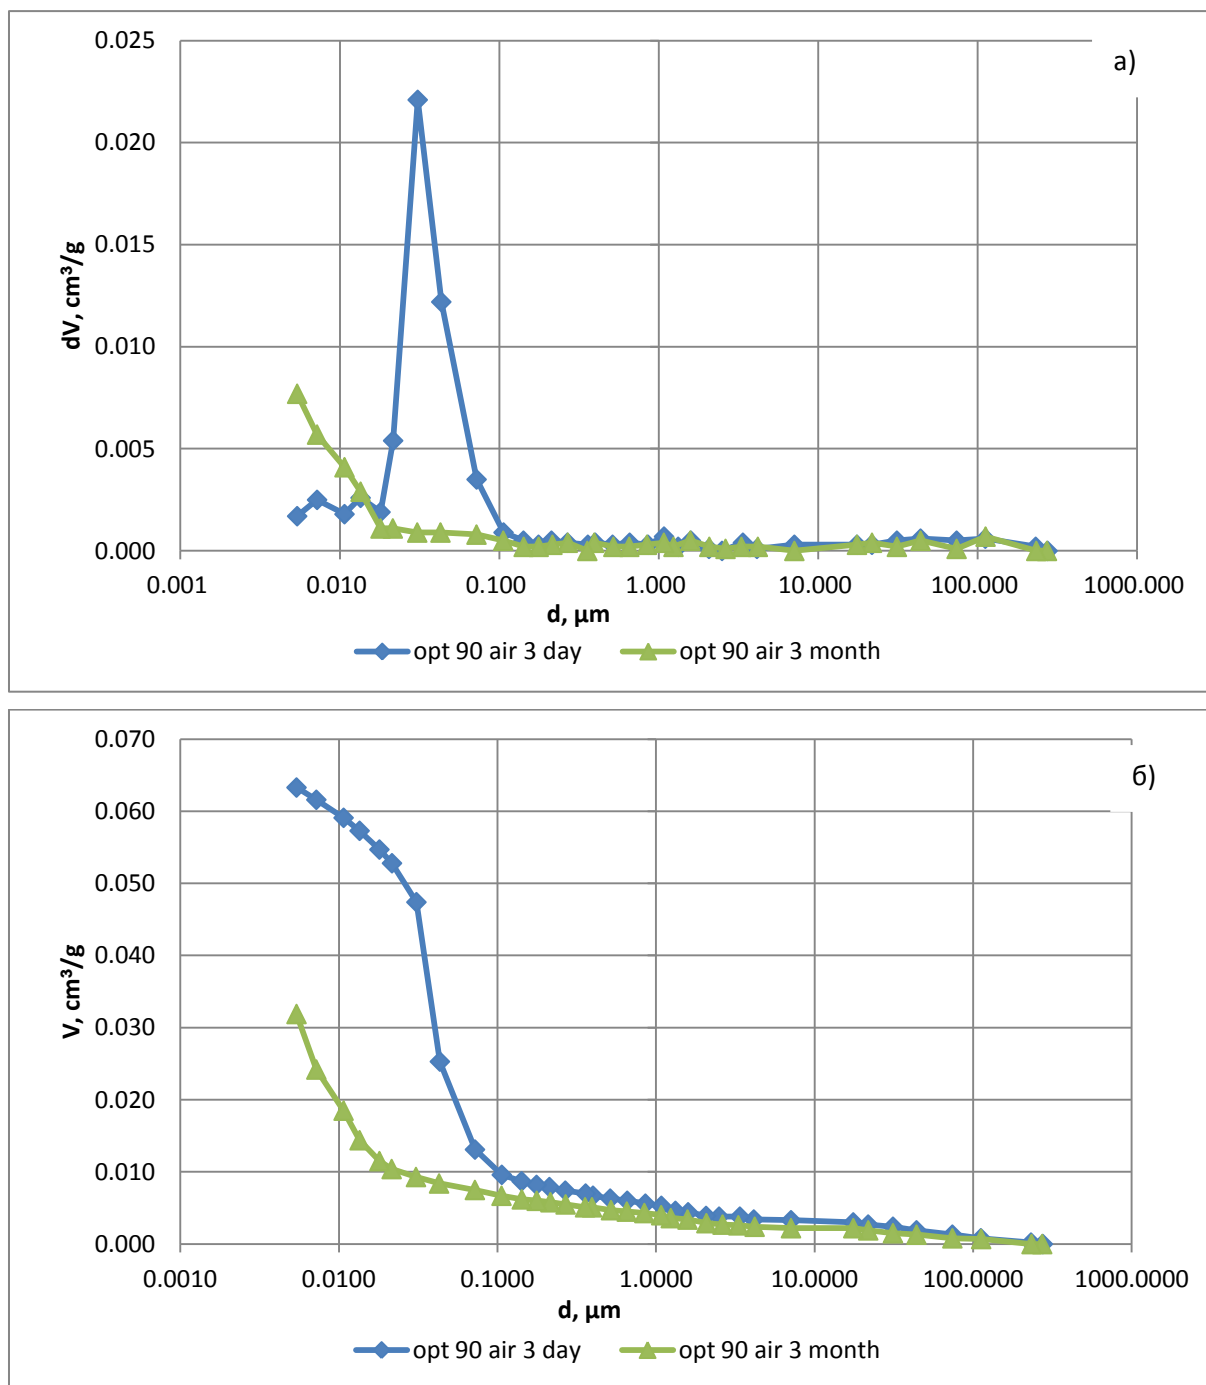 0.025
a)
0.020
0.015
dV, cm³/g
0.010
0.005
0.000
0.001 0.010 0.100 1.000 10.000 100.000 1000.000
d, µm
opt 90 air 3 day opt 90 air 3 month
0.070
б)
0.060
0.050
0.040
V, cm³/g
0.030
0.020
0.010
0.000
0.0010 0.0100 0.1000 1.0000 10.0000 100.0000 1000.0000
d, µm
opt 90 air 3 day opt 90 air 3 month